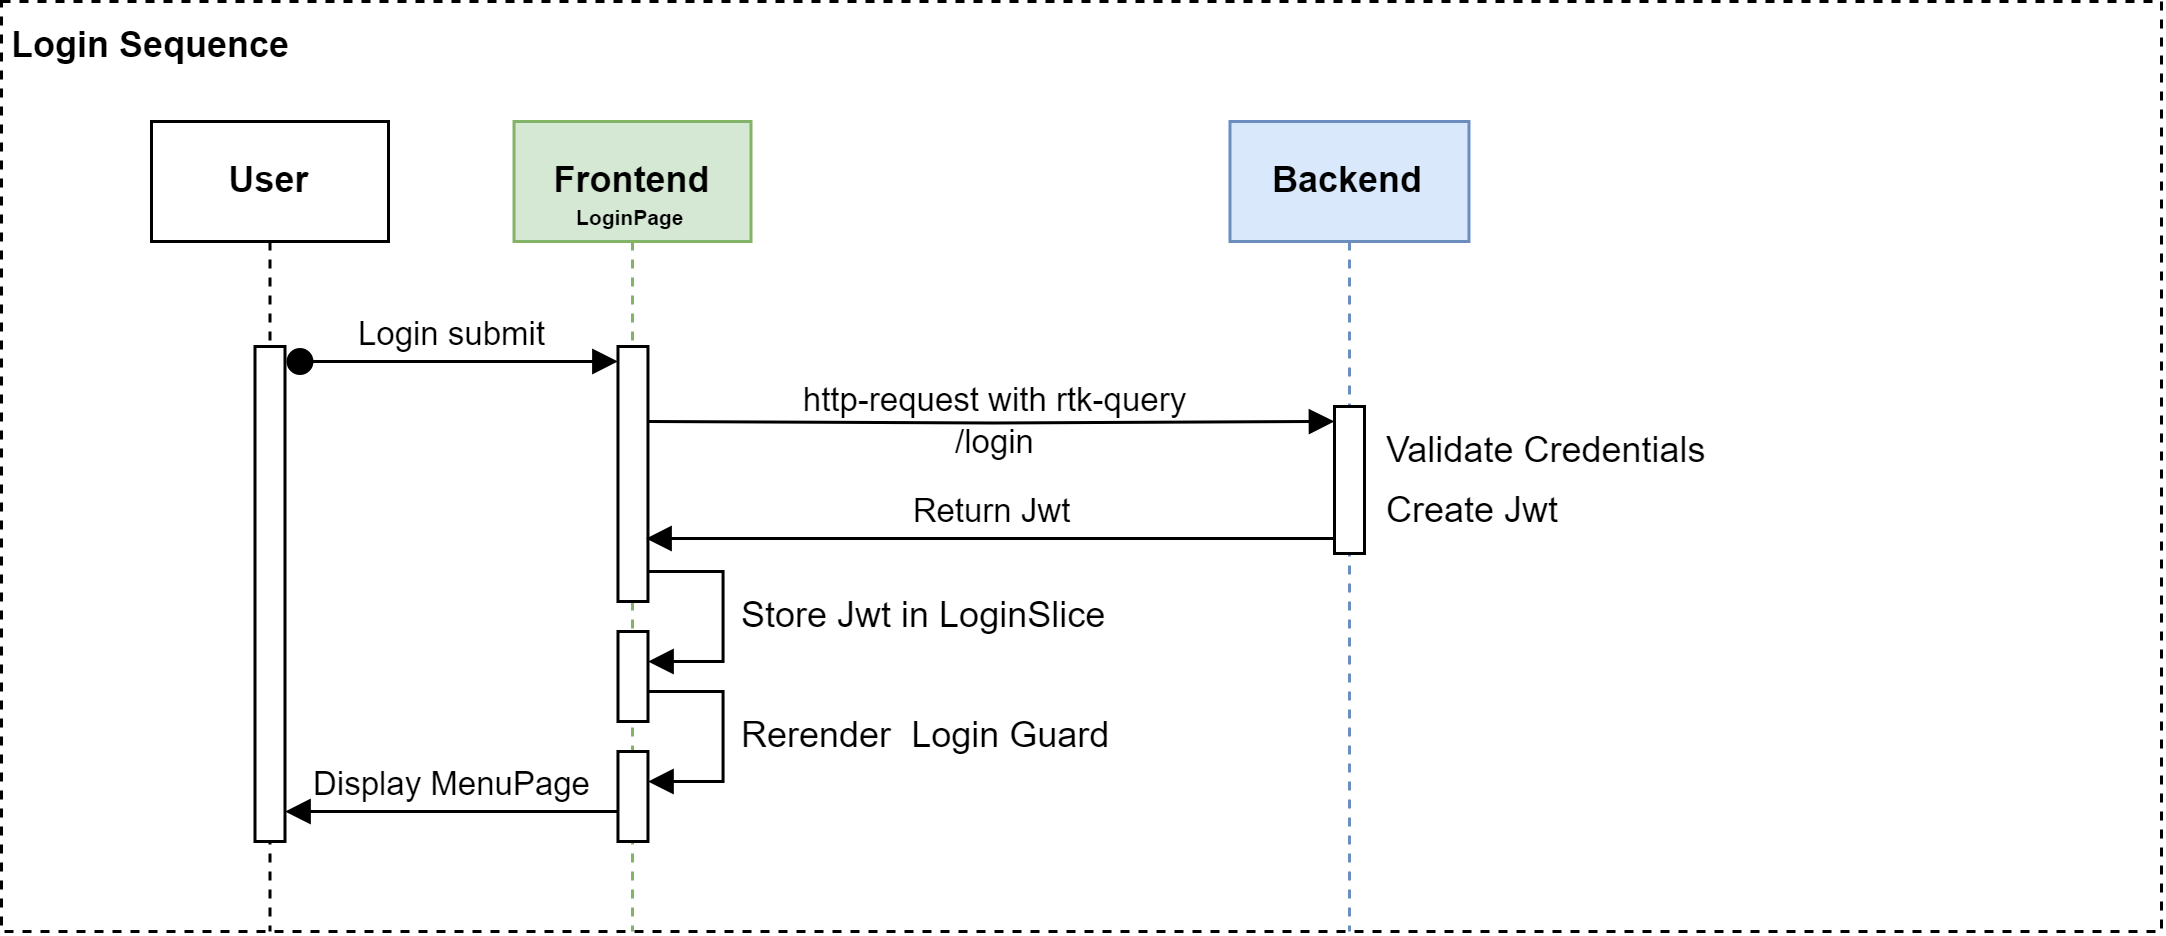 Login Sequence
User
Frontend
LoginPage
Backend
Login submit
http-request with rtk-query
/login
Validate Credentials
Return Jwt
Create Jwt
Store Jwt in LoginSlice
Rerender  Login Guard
Display MenuPage